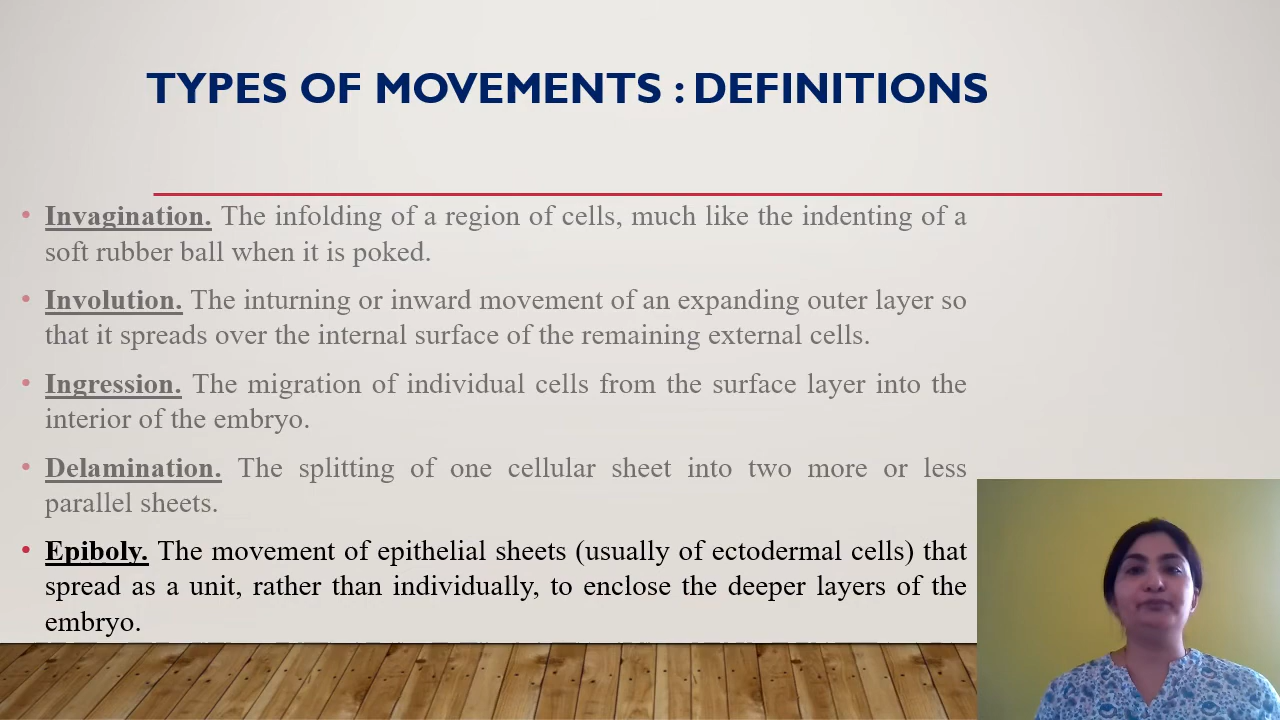 TYPES OF MOVEMENTS : DEFINITIONS
• Invagination. The infolding of a region of cells, much like the indenting of a
soft rubber ball when it is poked.
• Involution. The inturning or inward movement of an expanding outer layer so
that it spreads over the internal surface of the remaining external cells.
• Ingression. The migration of individual cells from the surface layer into the
interior of the embryo.
• Delamination. The splitting of one cellular sheet into two more or less
parallel sheets.
• Epiboly. The movement of epithelial sheets (usually of ectodermal cells) that
spread as a unit, rather than individually, to enclose the deeper layers of the
embryo.